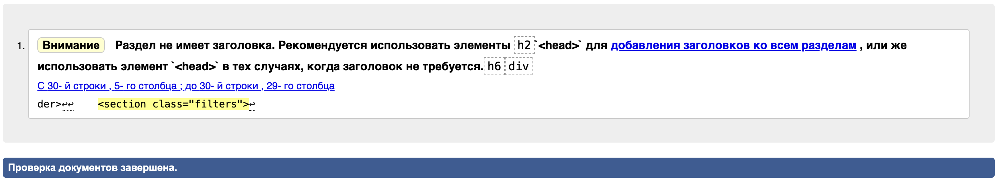 1. Внимание Раздел не имеет заголовка. Рекомендуется использовать элементы h2`<head>` для добавления заголовков ко всем разделам , или же
использовать элемент `<head>` в тех случаях, когда заголовок не требуется.h6 div
С 30- й строки , 5- го столбца ; до 30- й строки , 29- го столбца
der>↩↩    <section class="filters">↩
Проверка документов завершена.